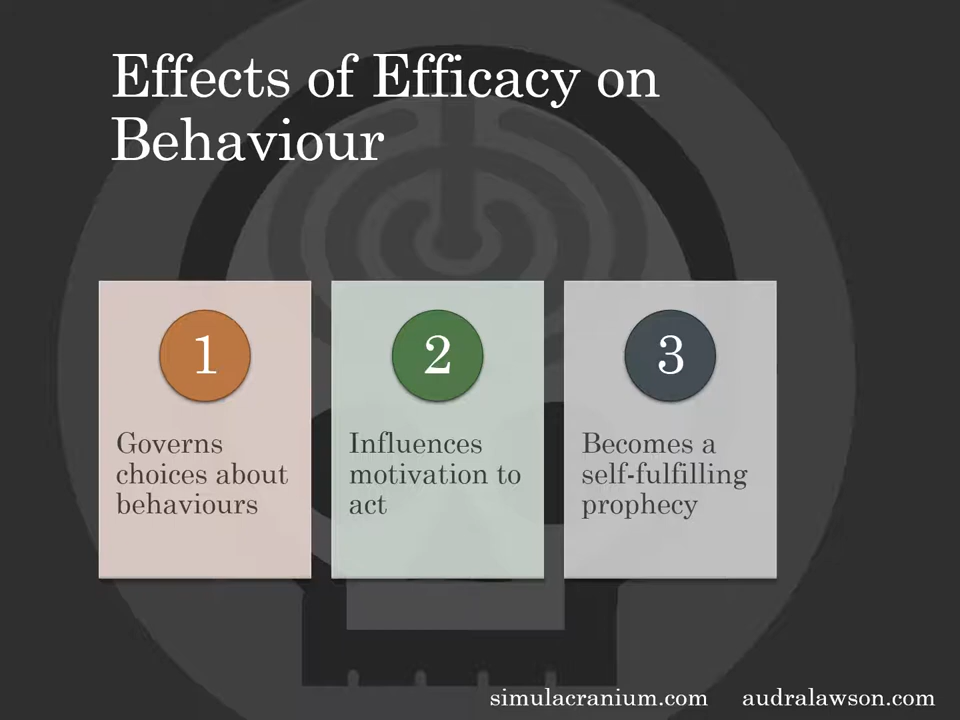 Effects of Efficacy on
Behaviour
1
Governs
choices about
behaviours
2
Influences
motivation to
act
3
Becomes a
self-fulfilling
prophecy
simulacranium.com audralawson.com